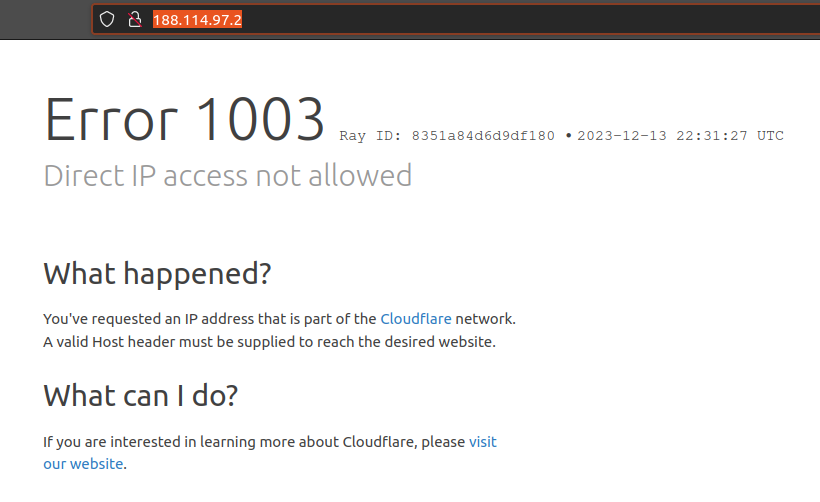 188.114.97.2
Error 1003 Ray ID: 8351a84d6d9df180 • 2023-12-13 22:31:27 UTC
Direct IP access not allowed
What happened?
You've requested an IP address that is part of the Cloudflare network.
A valid Host header must be supplied to reach the desired website.
What can I do?
If you are interested in learning more about Cloudflare, please visit
our website.